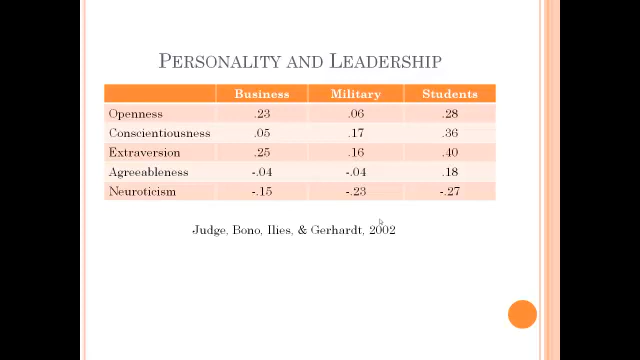 PERSONALITY AND LEADERSHIP
Business Military Students
Openness .23 .06 .28
Conscientiousness .05 .17 .36
Extraversion .25 .16 .40
Agreeableness -.04 -.04 .18
Neuroticism -.15 -.23 -.27
Judge, Bono, Ilies, & Gerhardt, 2002